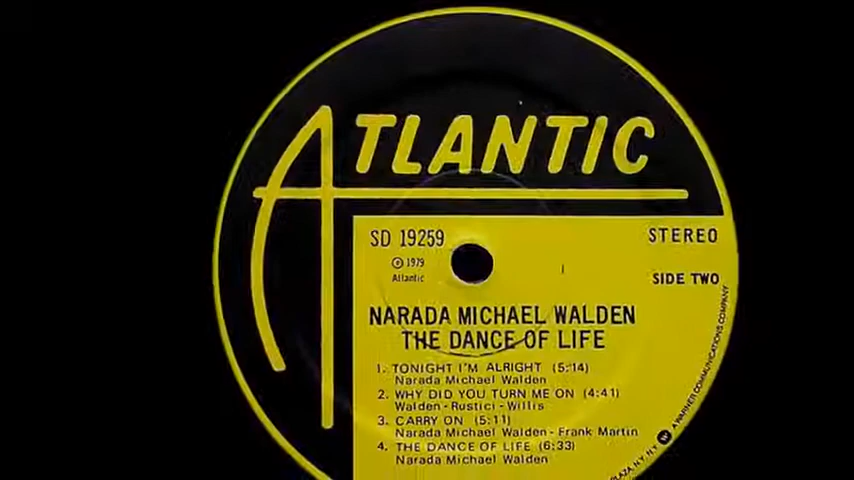 ATLANTIC
SD 19259
STEREO
℗ 1979
Atlantic
SIDE TWO
NARADA MICHAEL WALDEN
THE DANCE OF LIFE
1. TONIGHT I'M ALRIGHT (5:14)
Narada Michael Walden
2. WHY DID YOU TURN ME ON (4:41)
Walden-Rustici-Willis
3. CARRY ON (5:11)
Narada Michael Walden-Frank Martin
4. THE DANCE OF LIFE (6:33)
Narada Michael Walden
PLAZA, N.Y. N.Y. A WARNER COMMUNICATIONS COMPANY